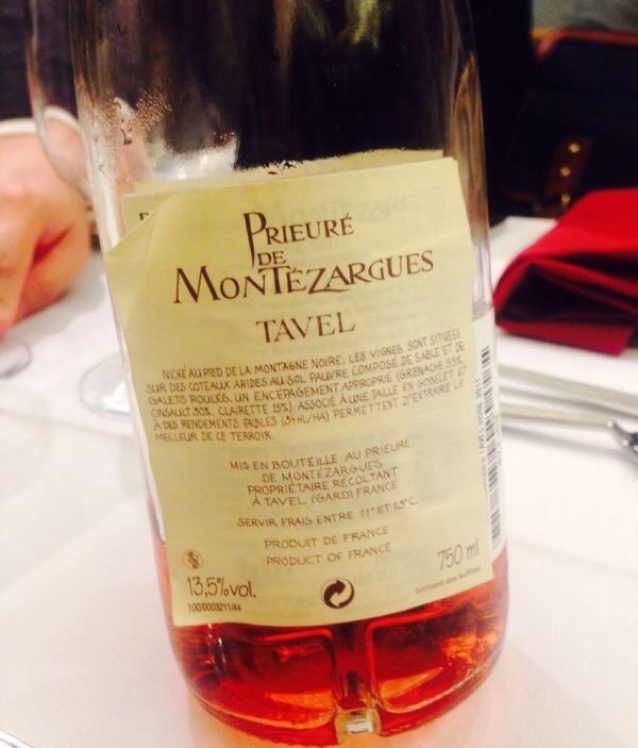 PRIEURÉ
DE
MONTÉZARGUES
TAVEL
NICHÉ AU PIED DE LA MONTAGNE NOIRE, LES VIGNES SONT SITUÉES
SUR DES COTEAUX ARIDES AU SOL PAUVRE COMPOSÉ DE SABLE ET DE
GALETS ROULÉS. UN ENCÉPAGEMENT APPROPRIÉ (GRENACHE 55%,
CINSAULT 30%, CLAIRETTE 15%) ASSOCIÉ À UNE TAILLE EN GOBELET ET
À DES RENDEMENTS FAIBLES (34HL/HA) PERMETTENT D'EXTRAIRE LE
MEILLEUR DE CE TERROIR.
MIS EN BOUTEILLE AU PRIEURÉ
DE MONTÉZARGUES
PROPRIÉTAIRE RÉCOLTANT
À TAVEL (GARD) FRANCE
SERVIR FRAIS ENTRE 11° ET 13°C.
PRODUIT DE FRANCE
PRODUCT OF FRANCE
750 ml
13,5%vol.
100/0003211/44